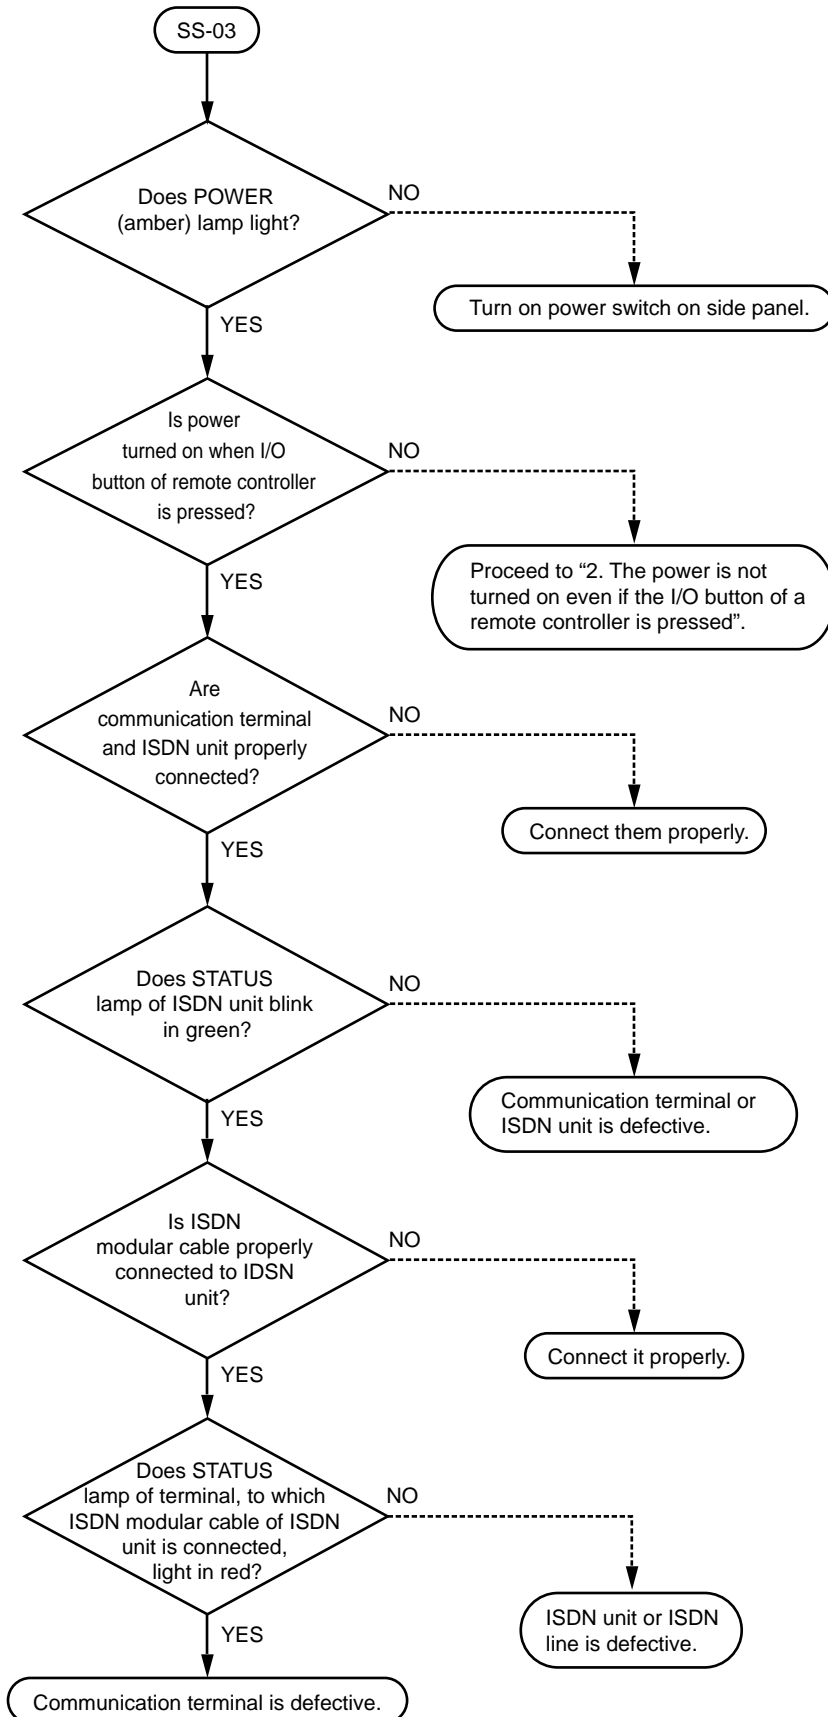 SS-03
Does POWER
(amber) lamp light?
NO
Turn on power switch on side panel.
YES
Is power
turned on when I/O
button of remote controller
is pressed?
NO
Proceed to “2. The power is not
turned on even if the I/O button of a
remote controller is pressed”.
YES
Are
communication terminal
and ISDN unit properly
connected?
NO
Connect them properly.
YES
Does STATUS
lamp of ISDN unit blink
in green?
NO
Communication terminal or
ISDN unit is defective.
YES
Is ISDN
modular cable properly
connected to IDSN
unit?
NO
Connect it properly.
YES
Does STATUS
lamp of terminal, to which
ISDN modular cable of ISDN
unit is connected,
light in red?
NO
ISDN unit or ISDN
line is defective.
YES
Communication terminal is defective.